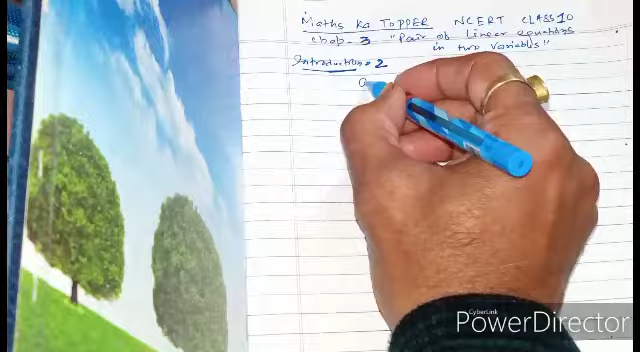 Maths Ka TOPPER NCERT CLASS 10
Chap. 3 "Pair of Linear equations
in two variables"
Introduction = 2
CyberLink
PowerDirector